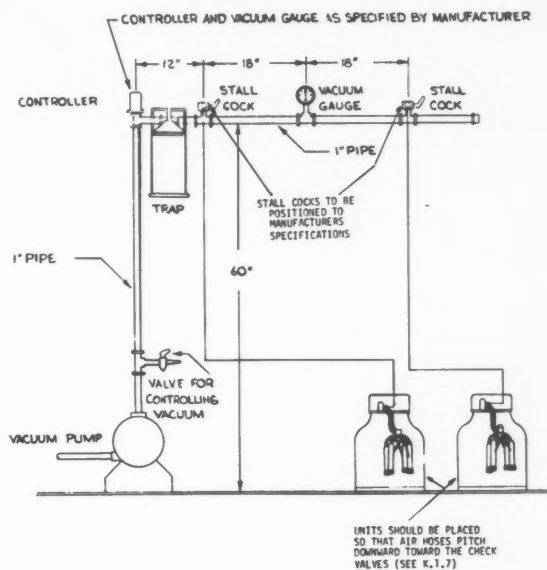 CONTROLLER AND VACUUM GAUGE AS SPECIFIED BY MANUFACTURER
12"
18"
18"
STALL
COCK
VACUUM
GAUGE
STALL
COCK
CONTROLLER
1" PIPE
TRAP
STALL COCKS TO BE
POSITIONED TO
MANUFACTURERS
SPECIFICATIONS
1" PIPE
60"
VALVE FOR
CONTROLLING
VACUUM
VACUUM PUMP
UNITS SHOULD BE PLACED
SO THAT AIR HOSES PITCH
DOWNWARD TOWARD THE CHECK
VALVES (SEE K.1.7)